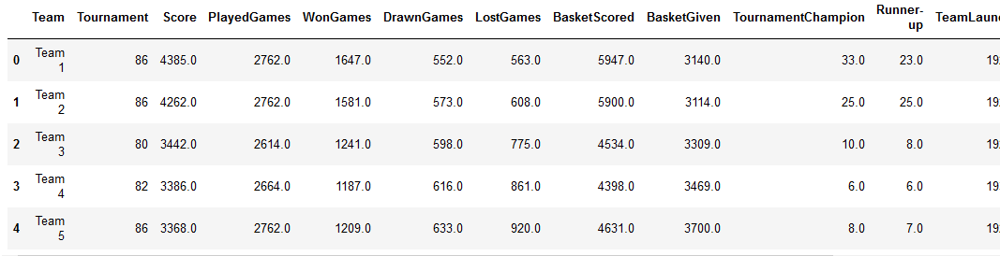 Team Tournament Score PlayedGames WonGames DrawnGames LostGames BasketScored BasketGiven TournamentChampion Runner-up TeamLaun
0 Team 1 86 4385.0 2762.0 1647.0 552.0 563.0 5947.0 3140.0 33.0 23.0 19
1 Team 2 86 4262.0 2762.0 1581.0 573.0 608.0 5900.0 3114.0 25.0 25.0 19
2 Team 3 80 3442.0 2614.0 1241.0 598.0 775.0 4534.0 3309.0 10.0 8.0 19
3 Team 4 82 3386.0 2664.0 1187.0 616.0 861.0 4398.0 3469.0 6.0 6.0 19
4 Team 5 86 3368.0 2762.0 1209.0 633.0 920.0 4631.0 3700.0 8.0 7.0 19